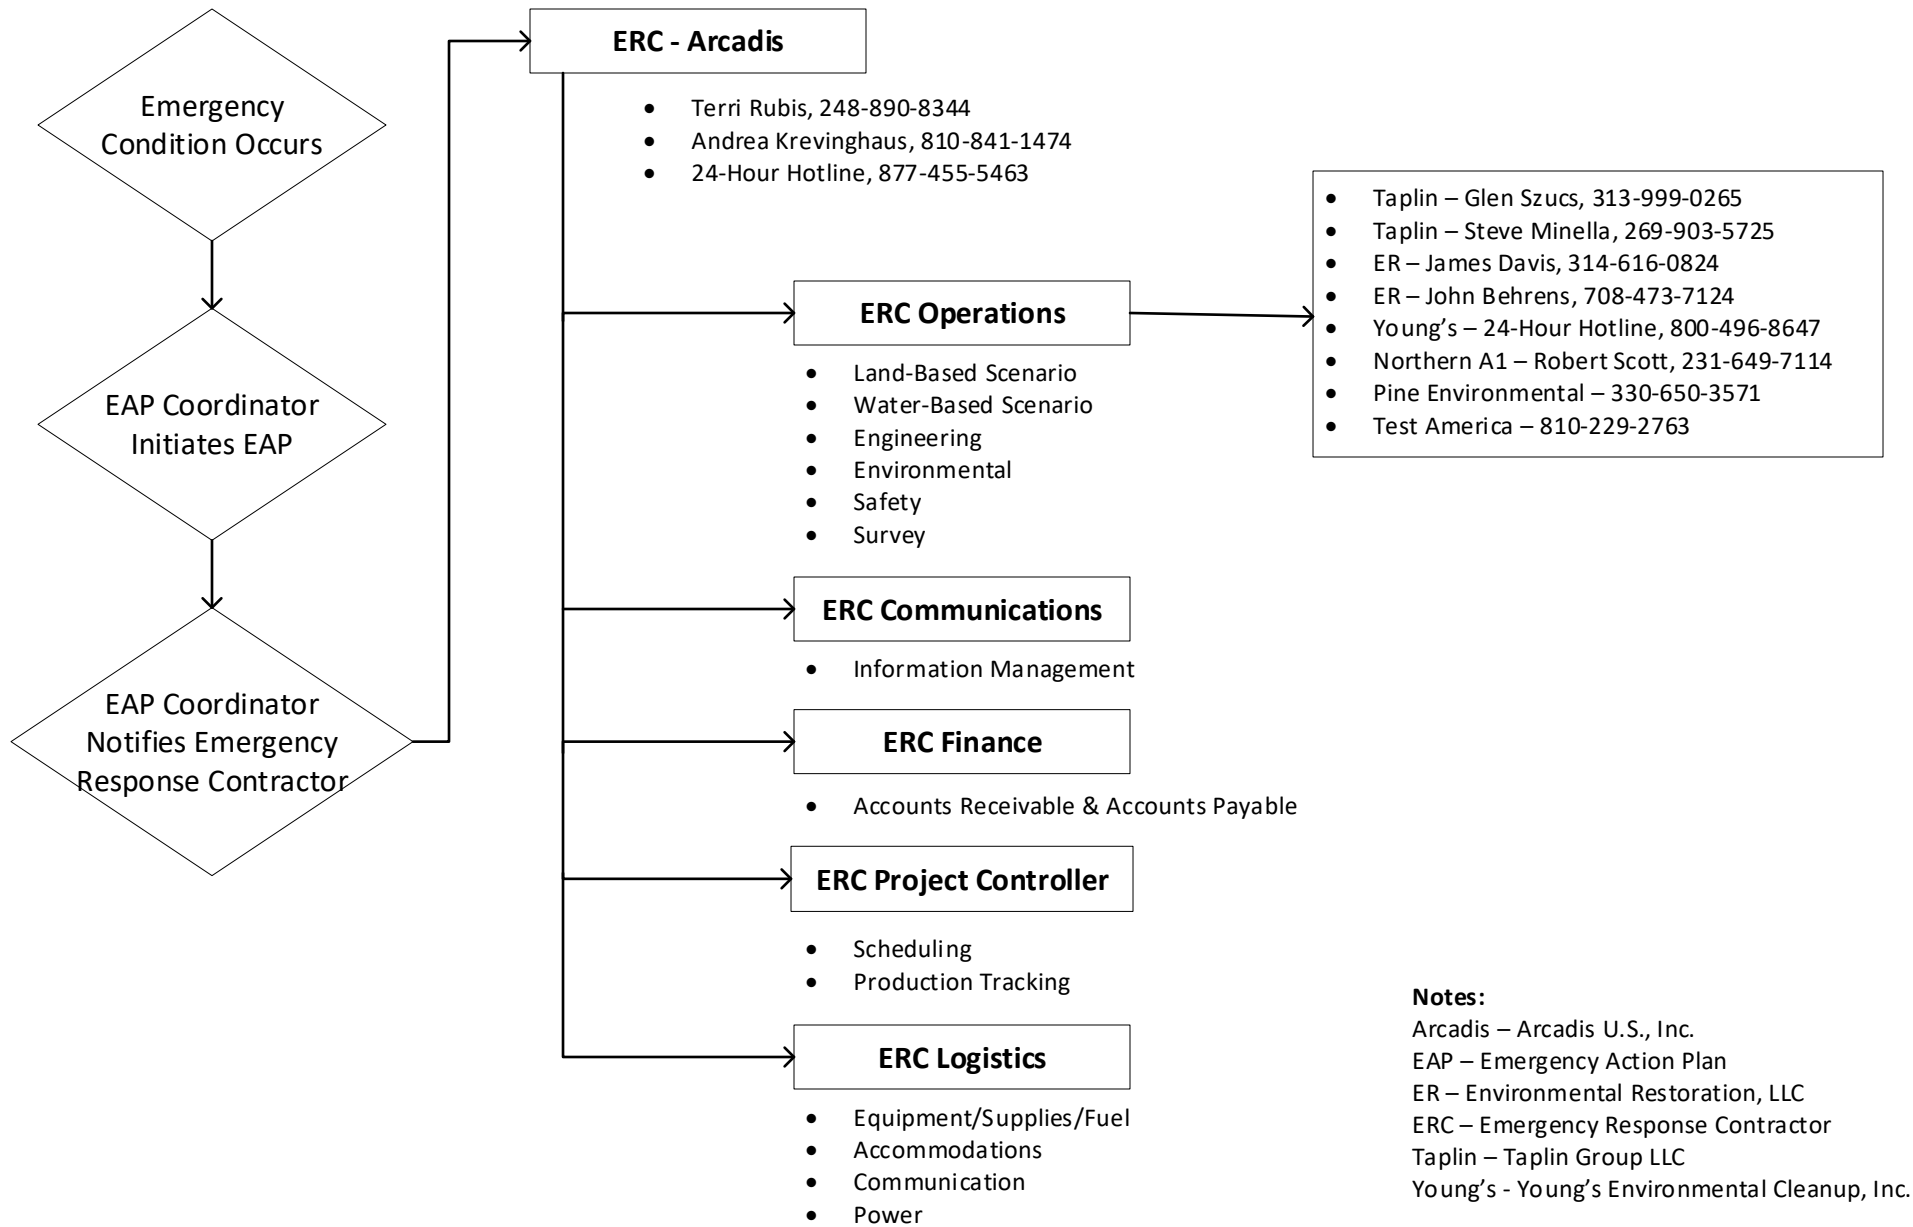 Emergency
Condition Occurs
EAP Coordinator
Initiates EAP
EAP Coordinator
Notifies Emergency
Response Contractor
ERC - Arcadis
• Terri Rubis, 248-890-8344
• Andrea Krevinghaus, 810-841-1474
• 24-Hour Hotline, 877-455-5463
ERC Operations
• Land-Based Scenario
• Water-Based Scenario
• Engineering
• Environmental
• Safety
• Survey
• Taplin – Glen Szucs, 313-999-0265
• Taplin – Steve Minella, 269-903-5725
• ER – James Davis, 314-616-0824
• ER – John Behrens, 708-473-7124
• Young’s – 24-Hour Hotline, 800-496-8647
• Northern A1 – Robert Scott, 231-649-7114
• Pine Environmental – 330-650-3571
• Test America – 810-229-2763
ERC Communications
• Information Management
ERC Finance
• Accounts Receivable & Accounts Payable
ERC Project Controller
• Scheduling
• Production Tracking
ERC Logistics
• Equipment/Supplies/Fuel
• Accommodations
• Communication
• Power
Notes:
Arcadis – Arcadis U.S., Inc.
EAP – Emergency Action Plan
ER – Environmental Restoration, LLC
ERC – Emergency Response Contractor
Taplin – Taplin Group LLC
Young’s - Young’s Environmental Cleanup, Inc.